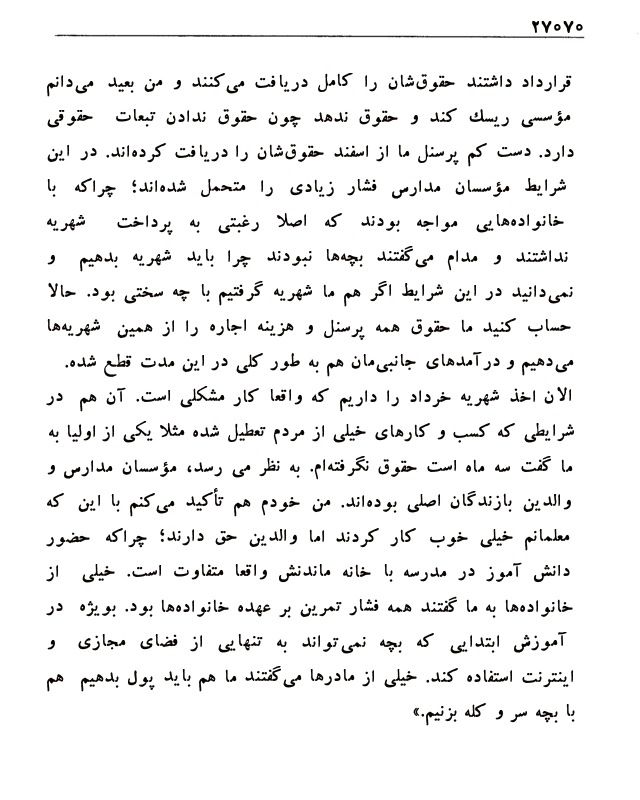 ۲۷۰۷۰
قرارداد داشتند حقوق‌شان را کامل دریافت می‌کنند و من بعید می‌دانم
مؤسسی ریسك کند و حقوق ندهد چون حقوق ندادن تبعات حقوقی
دارد. دست کم پرسنل ما از اسفند حقوق‌شان را دریافت کرده‌اند. در این
شرایط مؤسسان مدارس فشار زیادی را متحمل شده‌اند؛ چراکه با
خانواده‌هایی مواجه بودند که اصلا رغبتی به پرداخت شهریه
نداشتند و مدام می‌گفتند بچه‌ها نبودند چرا باید شهریه بدهیم و
نمی‌دانید در این شرایط اگر هم ما شهریه گرفتیم با چه سختی بود. حالا
حساب کنید ما حقوق همه پرسنل و هزینه اجاره را از همین شهریه‌ها
می‌دهیم و درآمدهای جانبی‌مان هم به طور کلی در این مدت قطع شده.
الان اخذ شهریه خرداد را داریم که واقعا کار مشکلی است. آن هم در
شرایطی که کسب و کارهای خیلی از مردم تعطیل شده مثلا یکی از اولیا به
ما گفت سه ماه است حقوق نگرفته‌ام. به نظر می رسد، مؤسسان مدارس و
والدین بازندگان اصلی بوده‌اند. من خودم هم تأکید می‌کنم با این که
معلمانم خیلی خوب کار کردند اما والدین حق دارند؛ چراکه حضور
دانش آموز در مدرسه با خانه ماندنش واقعا متفاوت است. خیلی از
خانواده‌ها به ما گفتند همه فشار تمرین بر عهده خانواده‌ها بود. بویژه در
آموزش ابتدایی که بچه نمی‌تواند به تنهایی از فضای مجازی و
اینترنت استفاده کند. خیلی از مادرها می‌گفتند ما هم باید پول بدهیم هم
با بچه سر و کله بزنیم.»